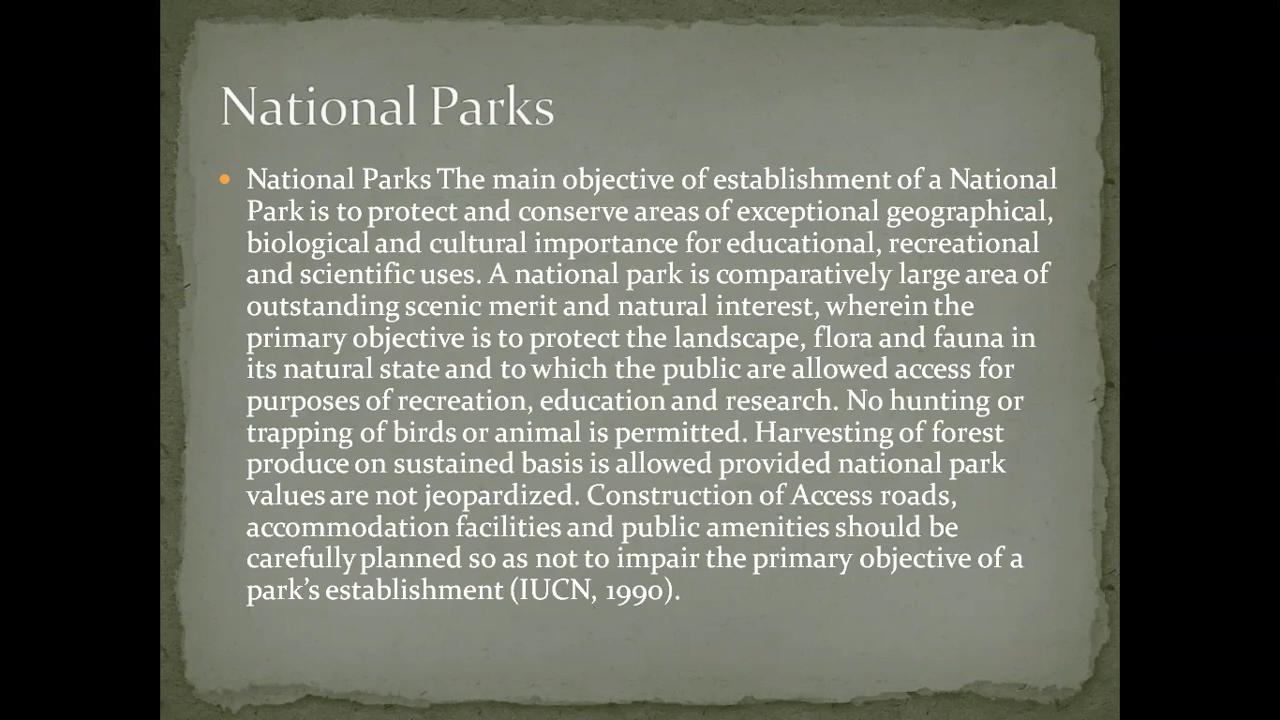 National Parks
National Parks The main objective of establishment of a National
Park is to protect and conserve areas of exceptional geographical,
biological and cultural importance for educational, recreational
and scientific uses. A national park is comparatively large area of
outstanding scenic merit and natural interest, wherein the
primary objective is to protect the landscape, flora and fauna in
its natural state and to which the public are allowed access for
purposes of recreation, education and research. No hunting or
trapping of birds or animal is permitted. Harvesting of forest
produce on sustained basis is allowed provided national park
values are not jeopardized. Construction of Access roads,
accommodation facilities and public amenities should be
carefully planned so as not to impair the primary objective of a
park’s establishment (IUCN, 1990).